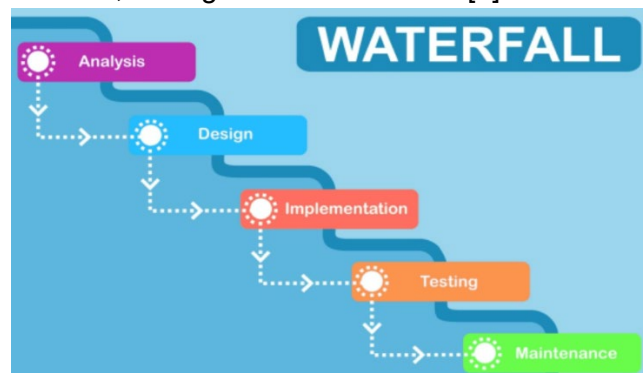 WATERFALL
Analysis
Design
Implementation
Testing
Maintenance